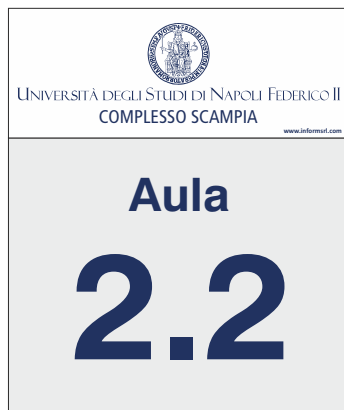 UNIVERSITÀ DEGLI STUDI DI NAPOLI FEDERICO II
COMPLESSO SCAMPIA
www.informsrl.com
Aula
2.2